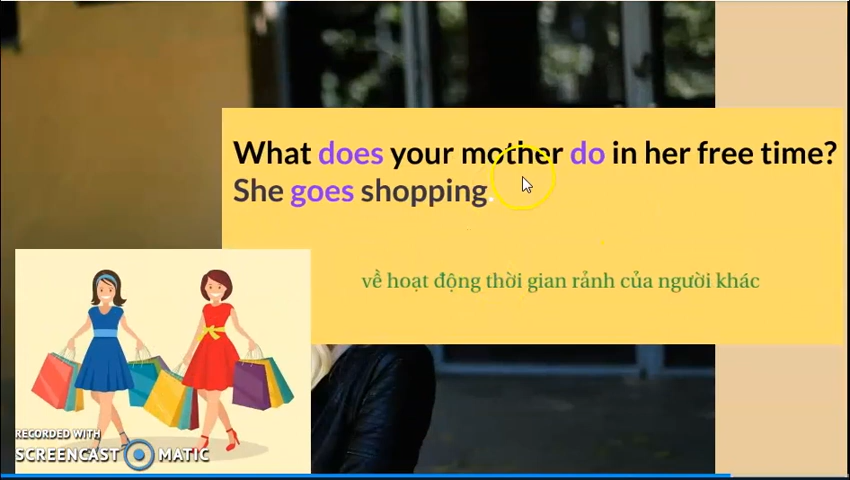 What does your mother do in her free time?
She goes shopping.
về hoạt động thời gian rảnh của người khác
RECORDED WITH
SCREENCAST MATIC